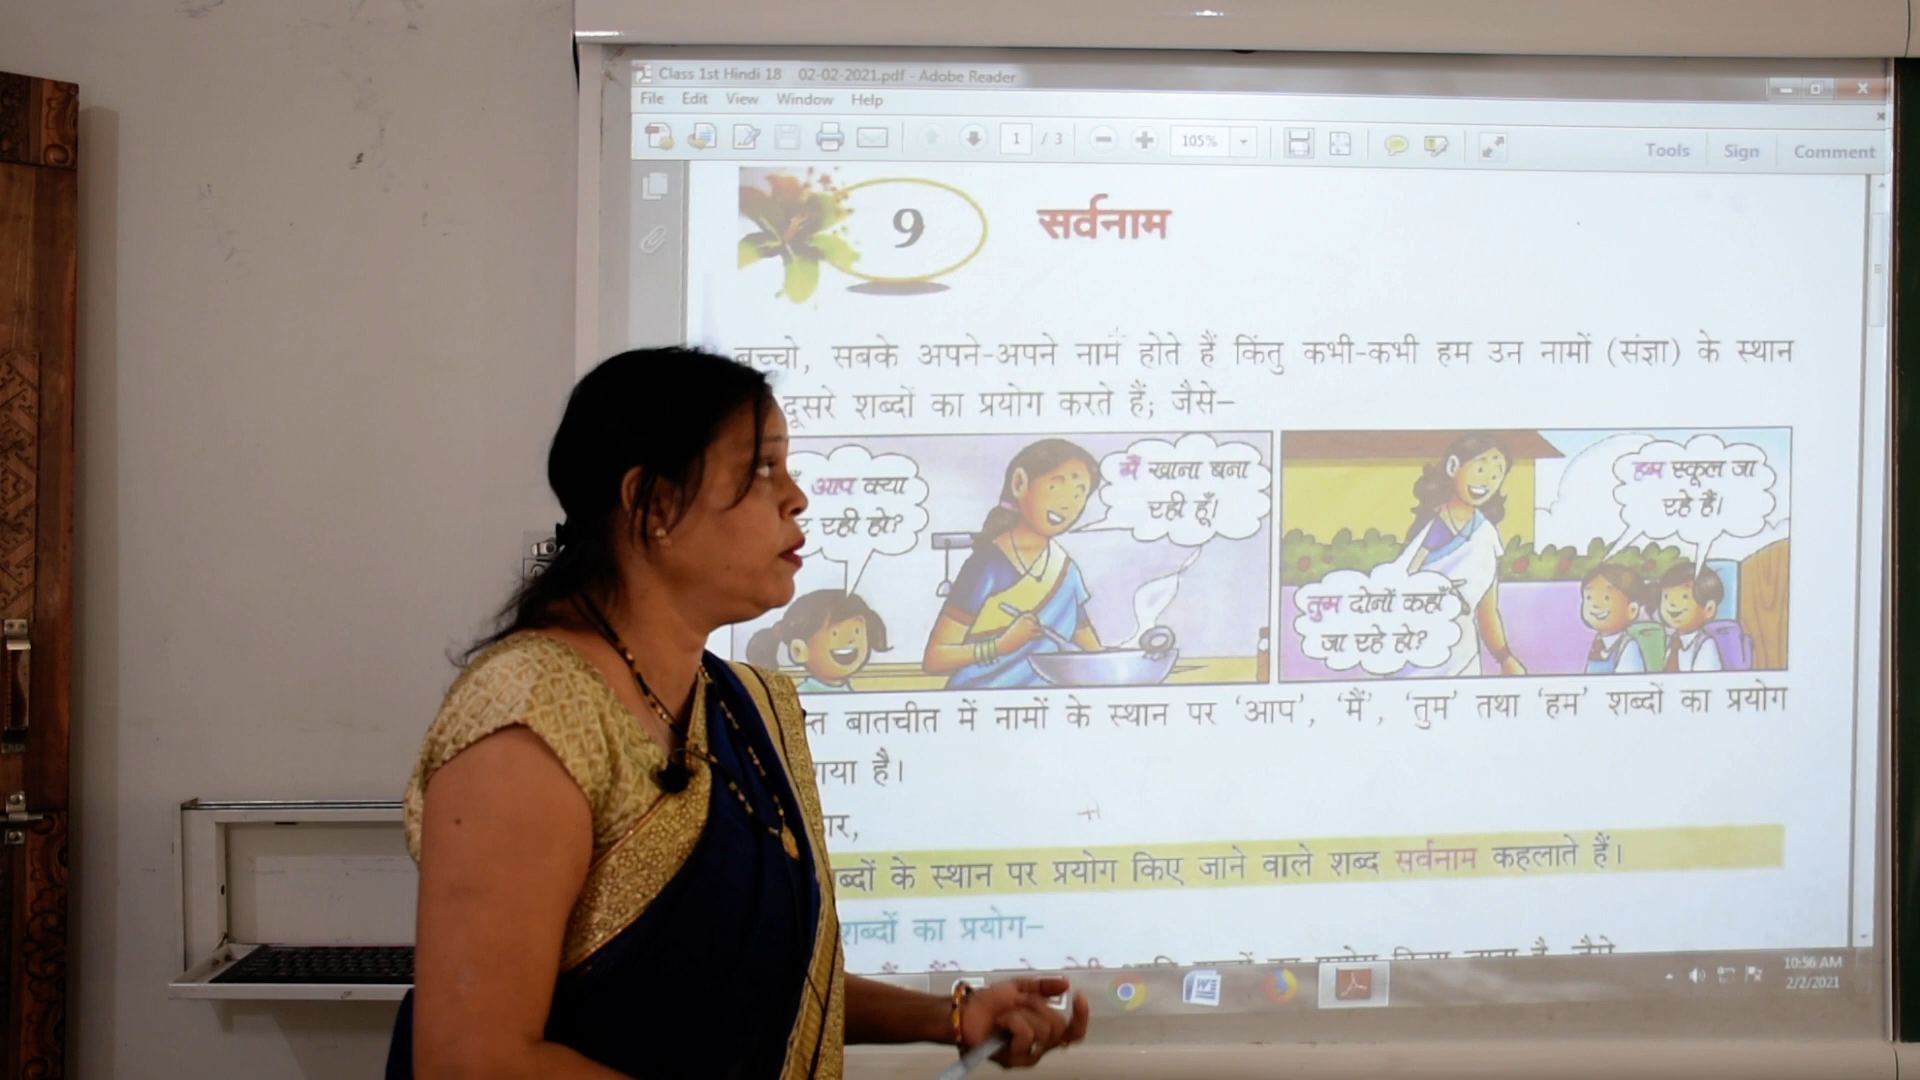 Class 1st Hindi 18 02-02-2021.pdf - Adobe Reader
File Edit View Window Help
1 / 3 105% Tools Sign Comment
9 सर्वनाम
बच्चो, सबके अपने-अपने नाम होते हैं किंतु कभी-कभी हम उन नामों (संज्ञा) के स्थान
दूसरे शब्दों का प्रयोग करते हैं; जैसे–
आप क्या
रही हो?
मैं खाना बना
रही हूँ।
तुम दोनों कहाँ
जा रहे हो?
हम स्कूल जा
रहे हैं।
बातचीत में नामों के स्थान पर ‘आप’, ‘मैं’, ‘तुम’ तथा ‘हम’ शब्दों का प्रयोग
गया है।
के स्थान पर प्रयोग किए जाने वाले शब्द सर्वनाम कहलाते हैं।
शब्दों का प्रयोग–
10:56 AM
2/2/2021